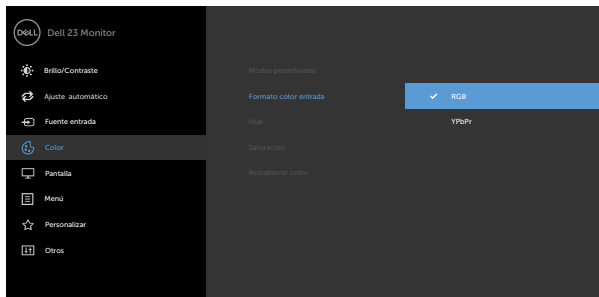 DELL Dell 23 Monitor
Brillo/Contraste
Modos predefinidos
Ajuste automático
Formato color entrada
RGB
Fuente entrada
Hue
YPbPr
Color
Saturación
Pantalla
Restablecer color
Menú
Personalizar
Otros